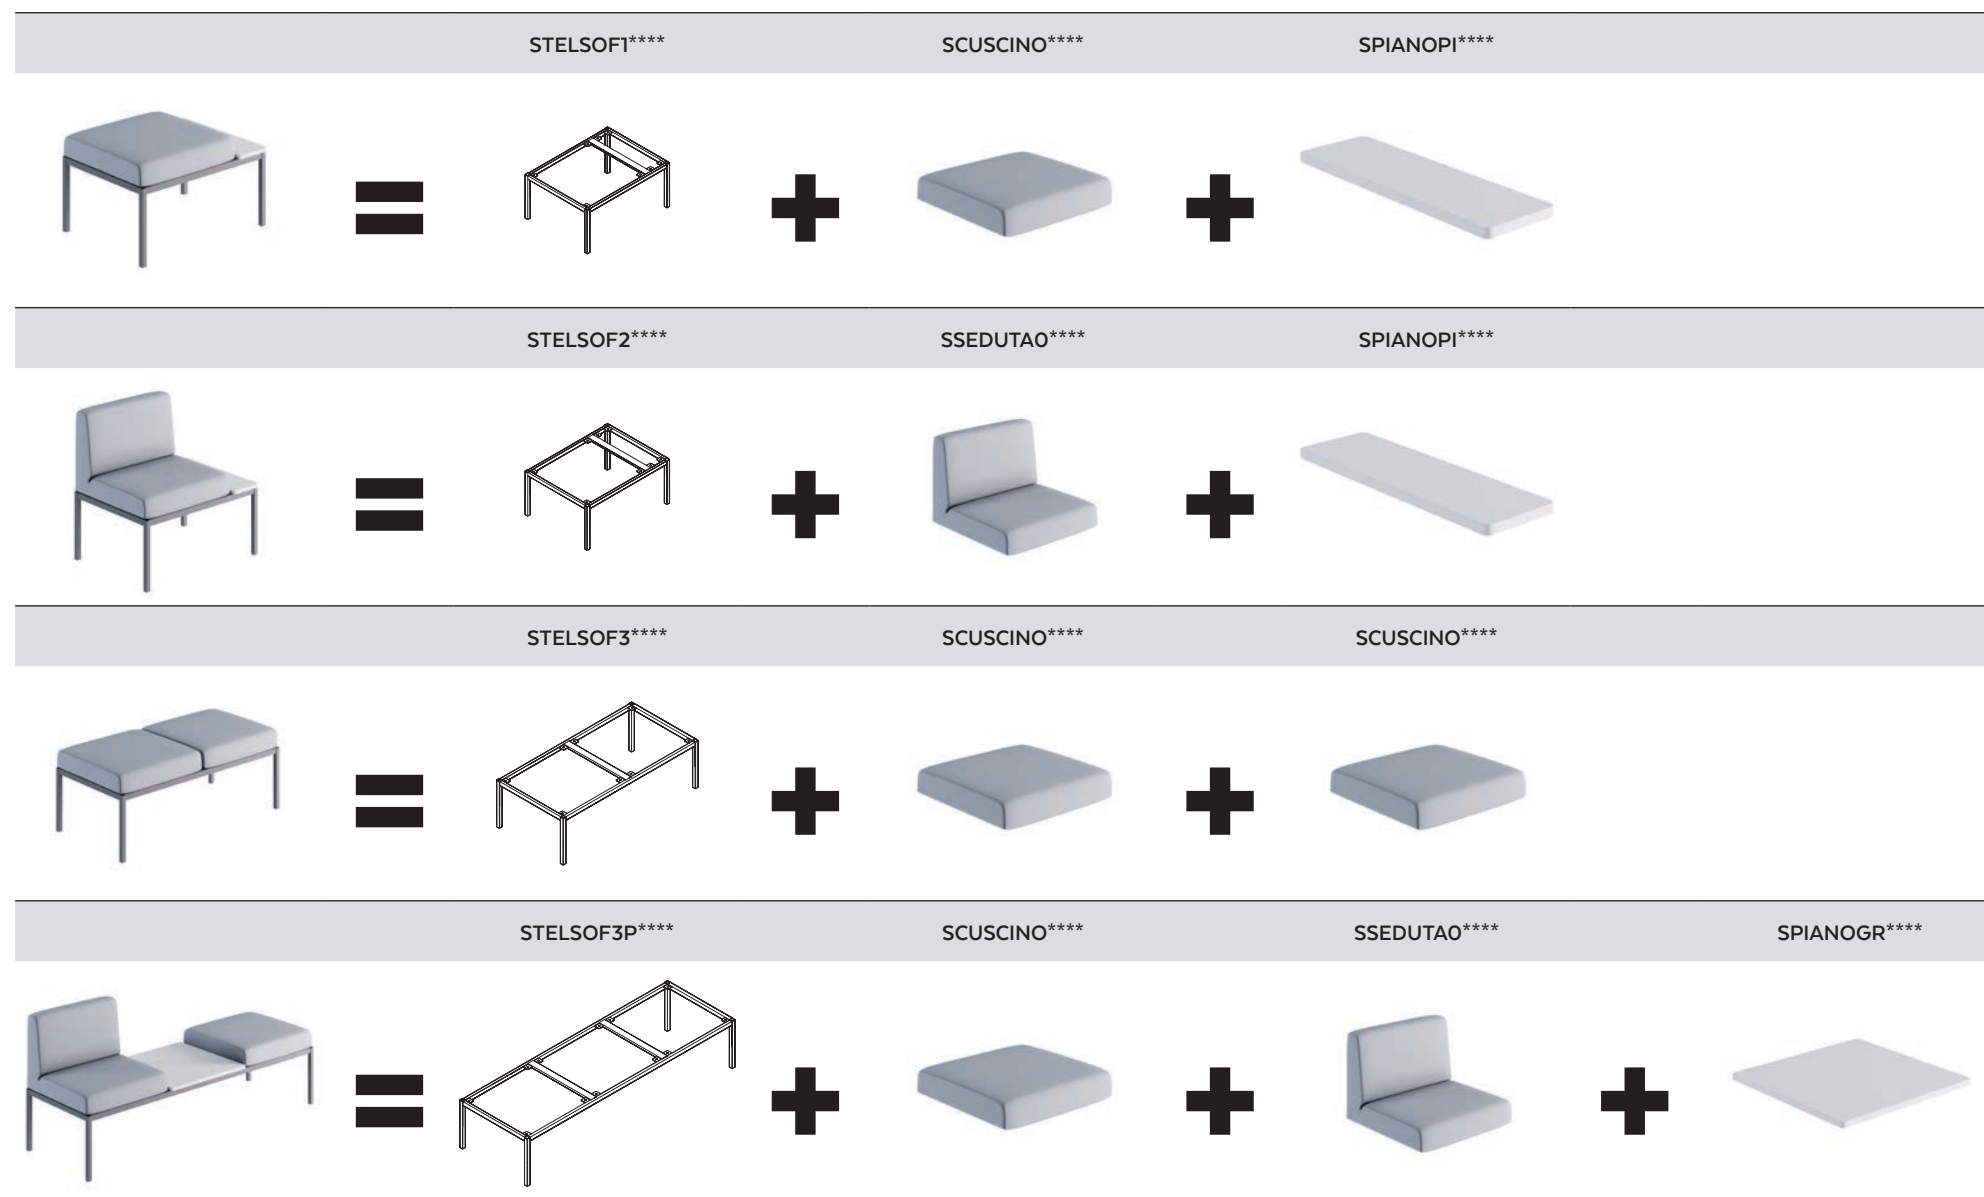 STELSOF1**** SCUSCINO**** SPIANOPI****
STELSOF2**** SSEDUTA0**** SPIANOPI****
STELSOF3**** SCUSCINO**** SCUSCINO****
STELSOF3P**** SCUSCINO**** SSEDUTA0**** SPIANOGR****